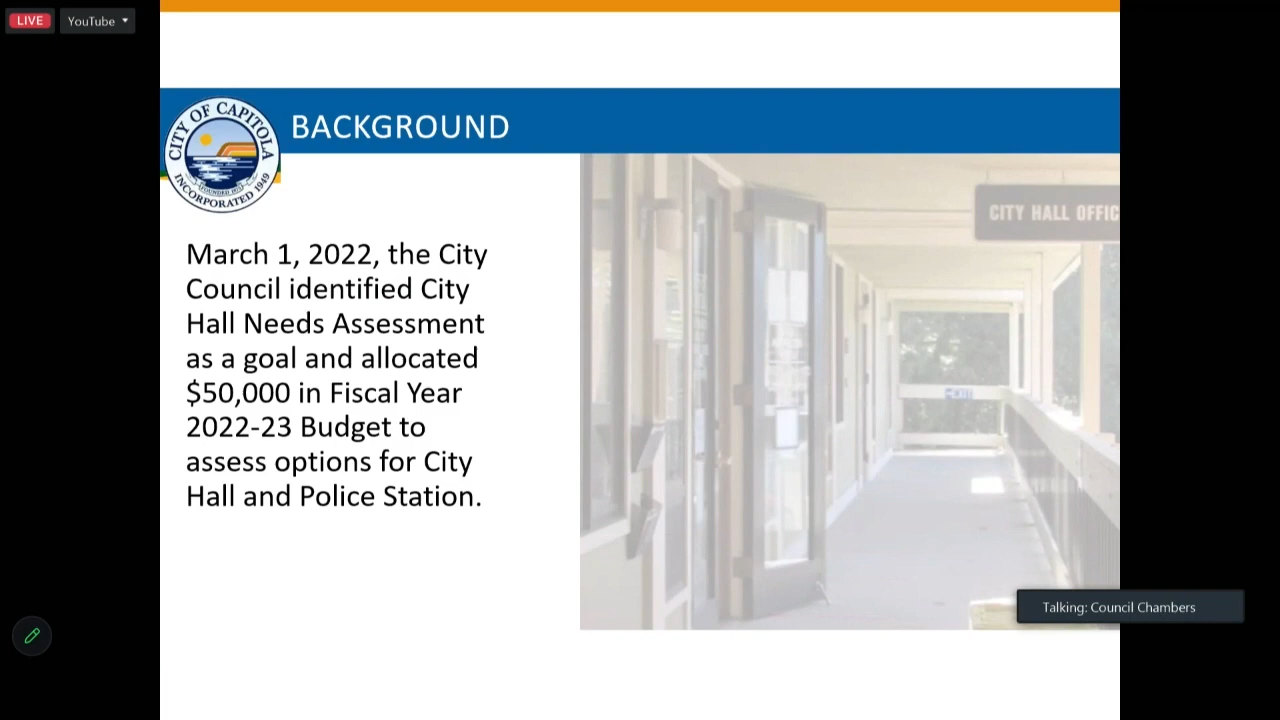 LIVE
YouTube
BACKGROUND
CITY OF CAPITOLA
INCORPORATED 1949
CITY HALL OFFIC
March 1, 2022, the City
Council identified City
Hall Needs Assessment
as a goal and allocated
$50,000 in Fiscal Year
2022-23 Budget to
assess options for City
Hall and Police Station.
Talking: Council Chambers